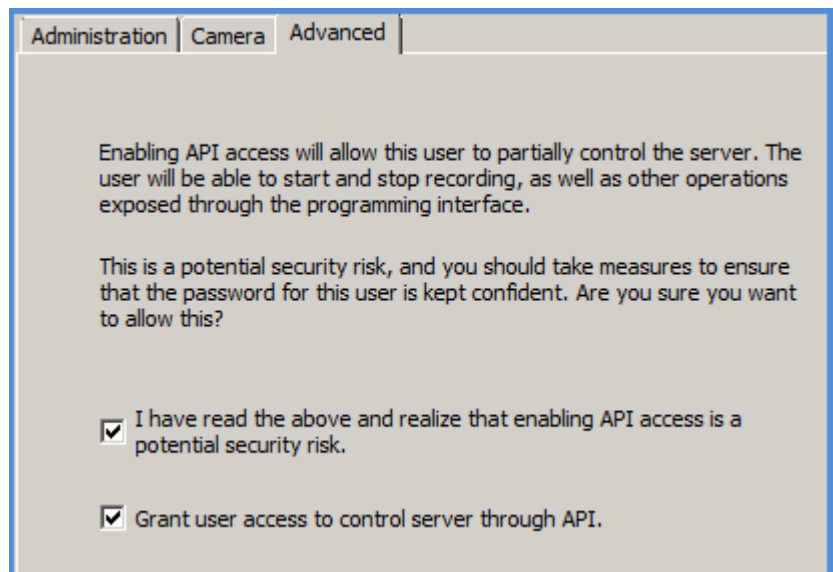 Administration Camera Advanced
Enabling API access will allow this user to partially control the server. The
user will be able to start and stop recording, as well as other operations
exposed through the programming interface.
This is a potential security risk, and you should take measures to ensure
that the password for this user is kept confident. Are you sure you want
to allow this?
I have read the above and realize that enabling API access is a
potential security risk.
Grant user access to control server through API.